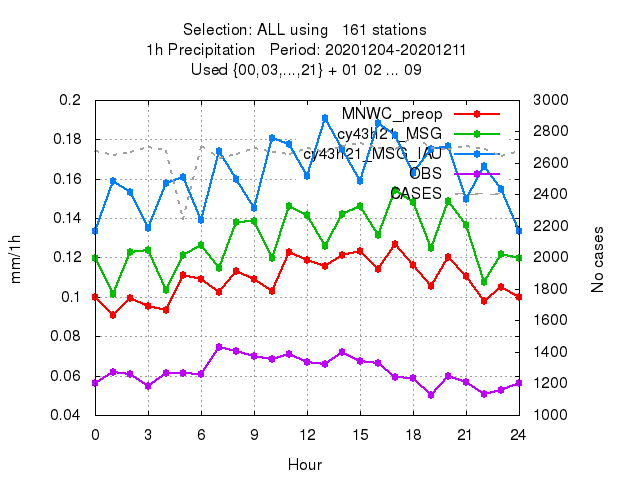 Selection: ALL using   161 stations
1h Precipitation   Period: 20201204-20201211
Used {00,03,...,21} + 01 02 ... 09
0.2
0.18
0.16
0.14
0.12
0.1
0.08
0.06
0.04
mm/1h
MNWC_preop
cy43h21_MSG
cy43h21_MSG_IAU
OBS
CASES
3000
2800
2600
2400
2200
2000
1800
1600
1400
1200
1000
No cases
0 3 6 9 12 15 18 21 24
Hour